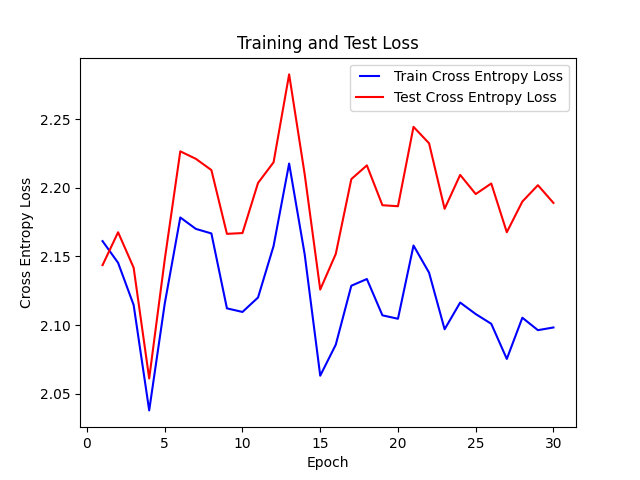 Training and Test Loss
Train Cross Entropy Loss
Test Cross Entropy Loss
Cross Entropy Loss
2.25
2.20
2.15
2.10
2.05
0 5 10 15 20 25 30
Epoch